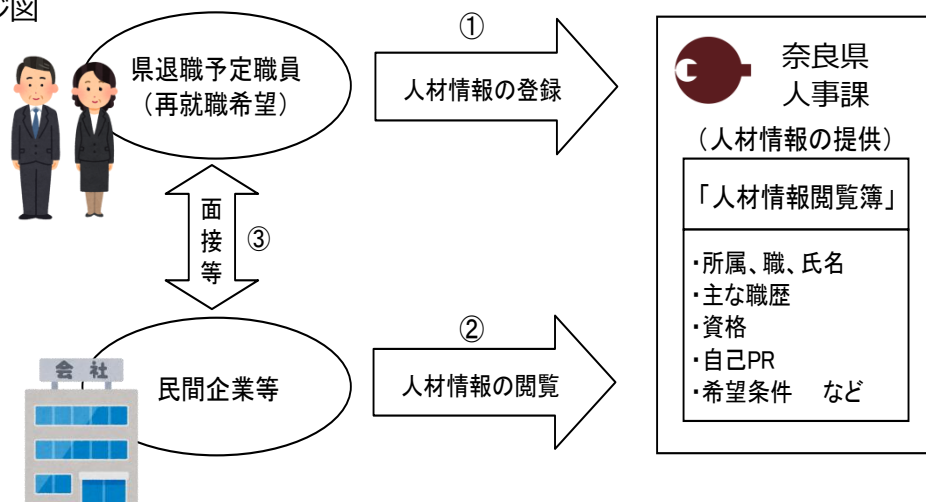 ジ図
県退職予定職員
(再就職希望)
①
人材情報の登録
奈良県
人事課
(人材情報の提供)
「人材情報閲覧簿」
・所属、職、氏名
・主な職歴
・資格
・自己PR
・希望条件　など
面接等
③
②
人材情報の閲覧
民間企業等
会社